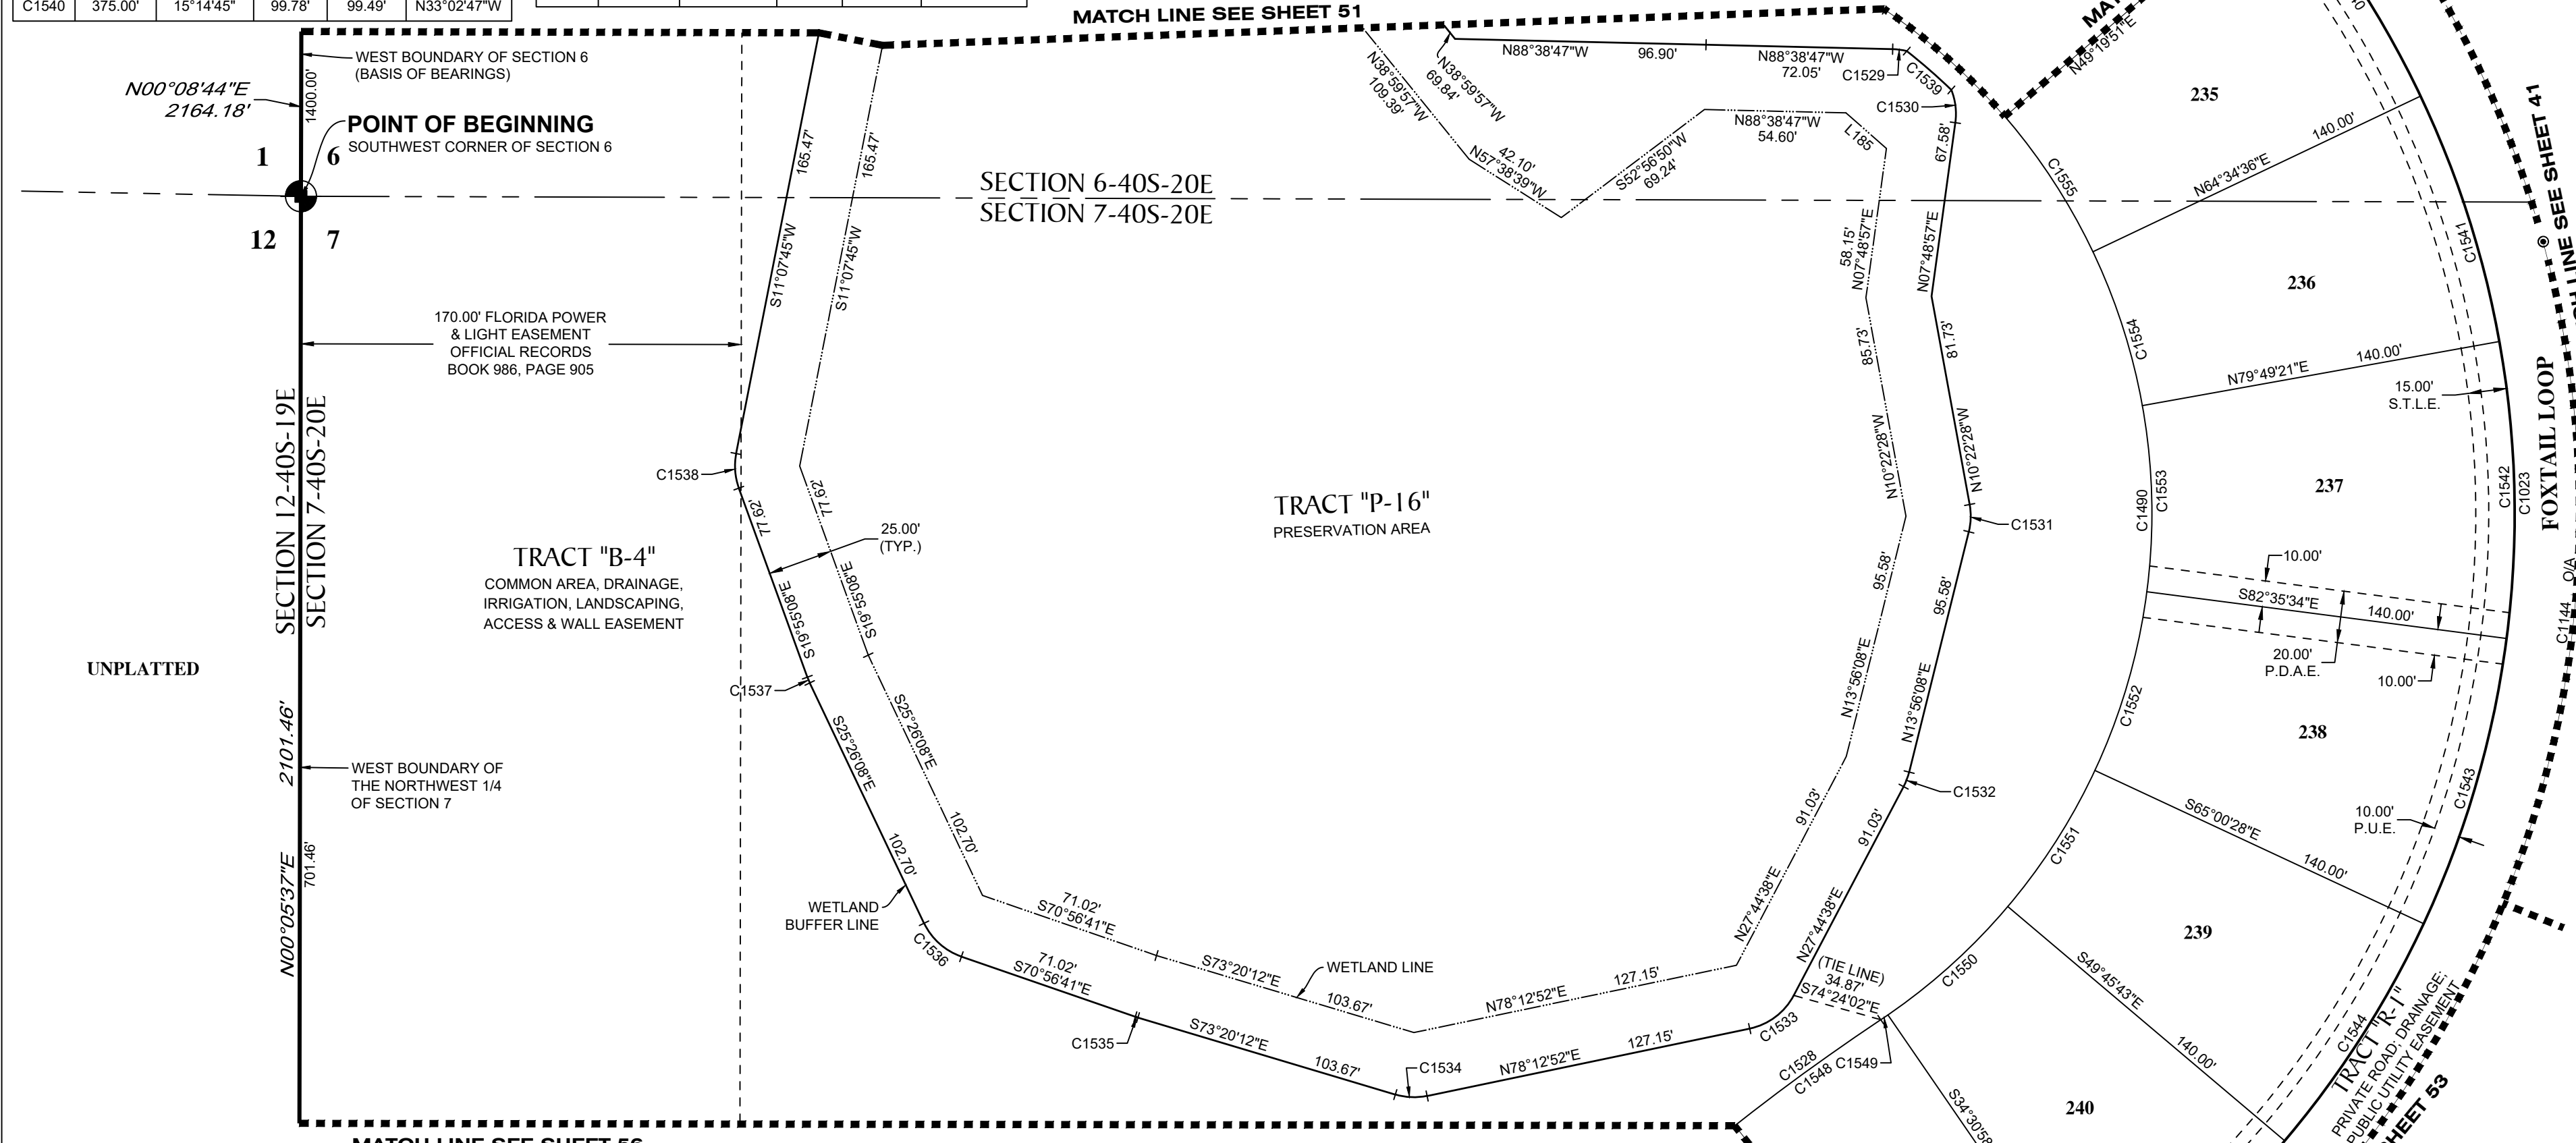 C1540 375.00' 15°14'45" 99.78' 99.49' N33°02'47"W
MATCH LINE SEE SHEET 51
WEST BOUNDARY OF SECTION 6
(BASIS OF BEARINGS)
N00°08'44"E
2164.18'
1400.00'
POINT OF BEGINNING
SOUTHWEST CORNER OF SECTION 6
1
6
12
7
SECTION 6-40S-20E
SECTION 7-40S-20E
170.00' FLORIDA POWER
& LIGHT EASEMENT
OFFICIAL RECORDS
BOOK 986, PAGE 905
SECTION 12-40S-19E
SECTION 7-40S-20E
UNPLATTED
2101.46'
N00°05'37"E
701.46'
WEST BOUNDARY OF
THE NORTHWEST 1/4
OF SECTION 7
TRACT "B-4"
COMMON AREA, DRAINAGE,
IRRIGATION, LANDSCAPING,
ACCESS & WALL EASEMENT
165.47'
S11°07'45"W
165.47'
S11°07'45"W
C1538
77.62'
S19°55'08"E
77.62'
S19°55'08"E
25.00'
(TYP.)
C1537
S25°26'08"E
102.70'
S25°26'08"E
102.70'
WETLAND
BUFFER LINE
C1536
71.02'
S70°56'41"E
71.02'
S70°56'41"E
C1535
S73°20'12"E
103.67'
S73°20'12"E
103.67'
WETLAND LINE
C1534
N78°12'52"E
127.15'
N78°12'52"E
127.15'
C1533
TRACT "P-16"
PRESERVATION AREA
N38°59'57"W
109.39'
N38°59'57"W
69.84'
N88°38'47"W
96.90'
N88°38'47"W
72.05'
C1529
C1539
C1530
42.10'
N57°38'39"W
S52°56'50"W
69.24'
N88°38'47"W
54.60'
L185
67.58'
N07°48'57"E
58.15'
N07°48'57"E
81.73'
N10°22'28"W
85.73'
N10°22'28"W
C1531
95.58'
N13°56'08"E
95.58'
N13°56'08"E
C1532
91.03'
N27°44'38"E
91.03'
N27°44'38"E
(TIE LINE)
34.87'
S74°24'02"E
C1528
C1548
C1549
C1550
C1551
C1552
C1490
C1553
C1554
C1555
N49°19'51"E
235
140.00'
N64°34'36"E
236
C1541
140.00'
N79°49'21"E
15.00'
S.T.L.E.
237
C1542
C1023
FOXTAIL LOOP
SEE SHEET 41
10.00'
S82°35'34"E
140.00'
20.00'
P.D.A.E.
10.00'
C1144
O/A
238
C1543
10.00'
P.U.E.
S65°00'28"E
140.00'
239
S49°45'43"E
140.00'
C1544
TRACT "R-1"
PRIVATE ROAD; DRAINAGE;
PUBLIC UTILITY EASEMENT
240
SHEET 53
MATCH LINE SEE SHEET 56